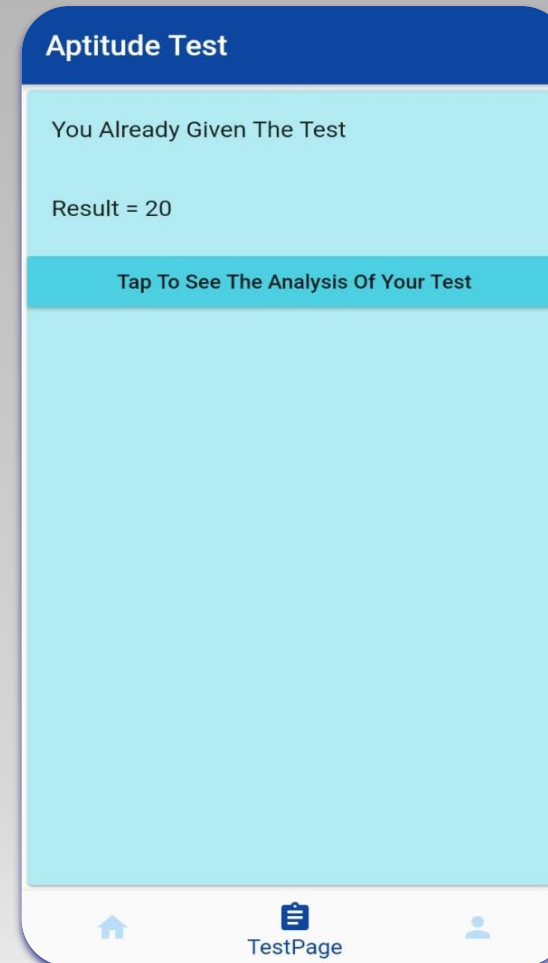 Aptitude Test
You Already Given The Test
Result = 20
Tap To See The Analysis Of Your Test
TestPage